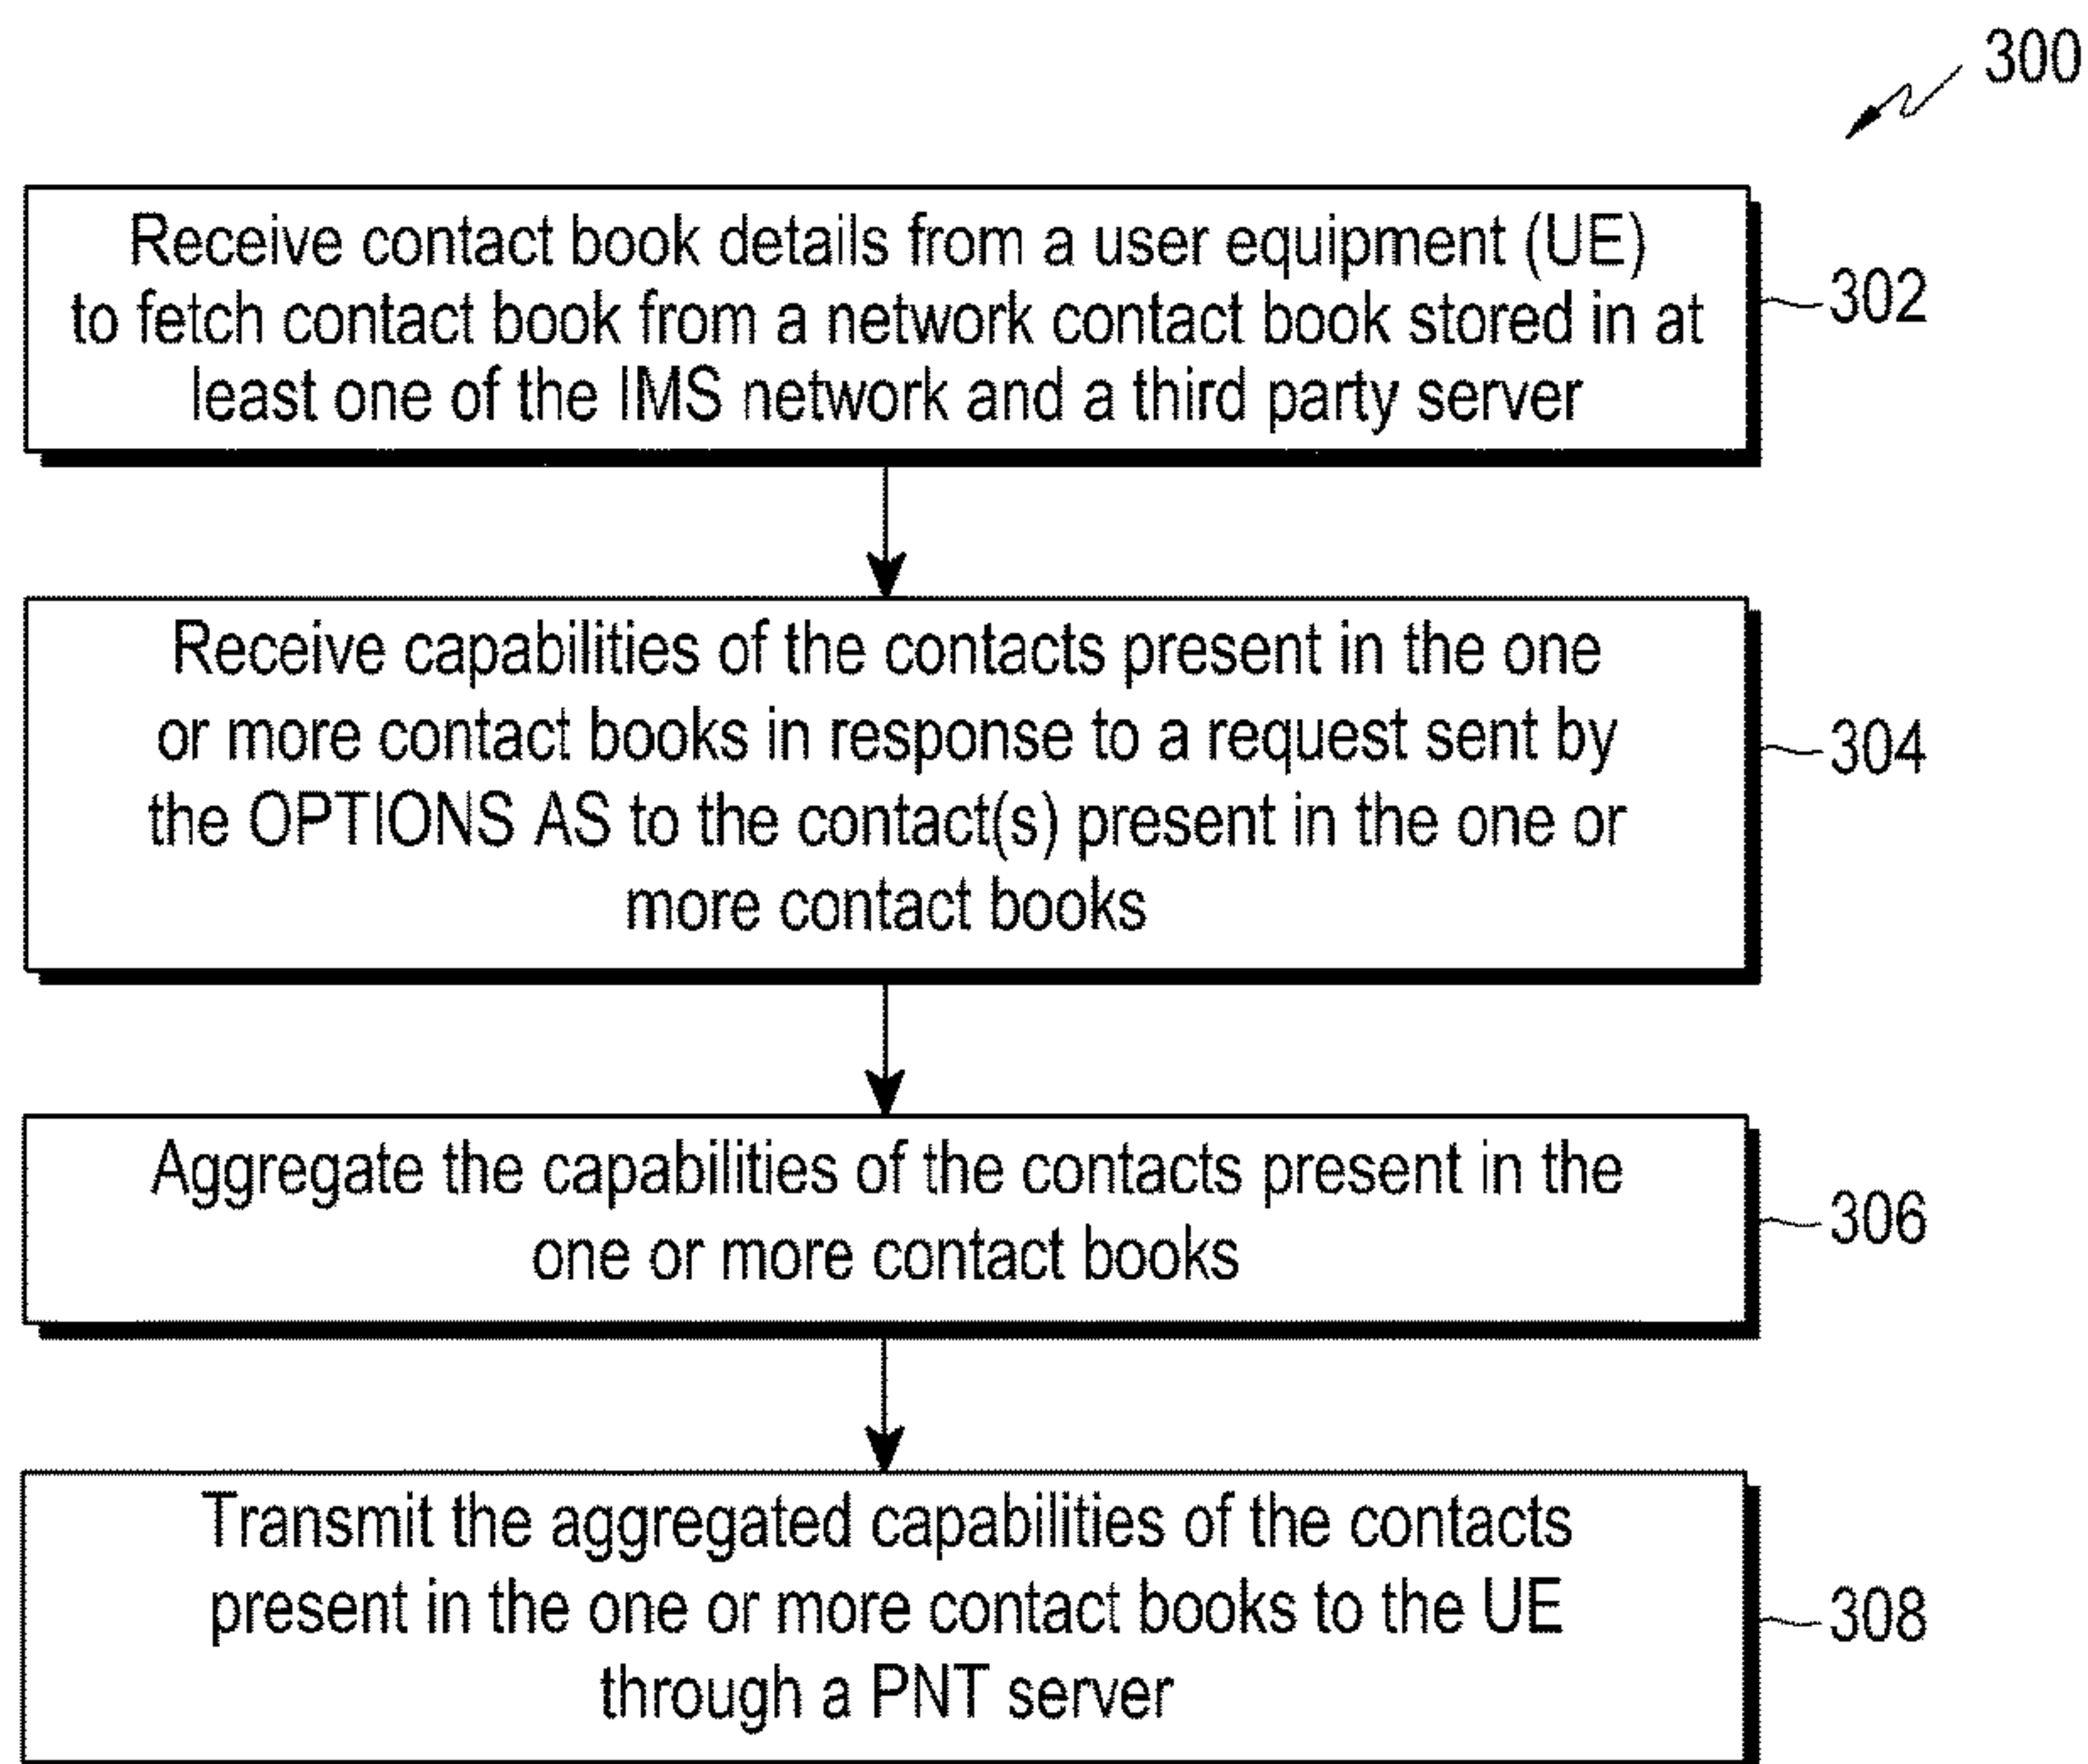 300
Receive contact book details from a user equipment (UE)
to fetch contact book from a network contact book stored in at
least one of the IMS network and a third party server
302
Receive capabilities of the contacts present in the one
or more contact books in response to a request sent by
the OPTIONS AS to the contact(s) present in the one or
more contact books
304
Aggregate the capabilities of the contacts present in the
one or more contact books
306
Transmit the aggregated capabilities of the contacts
present in the one or more contact books to the UE
through a PNT server
308